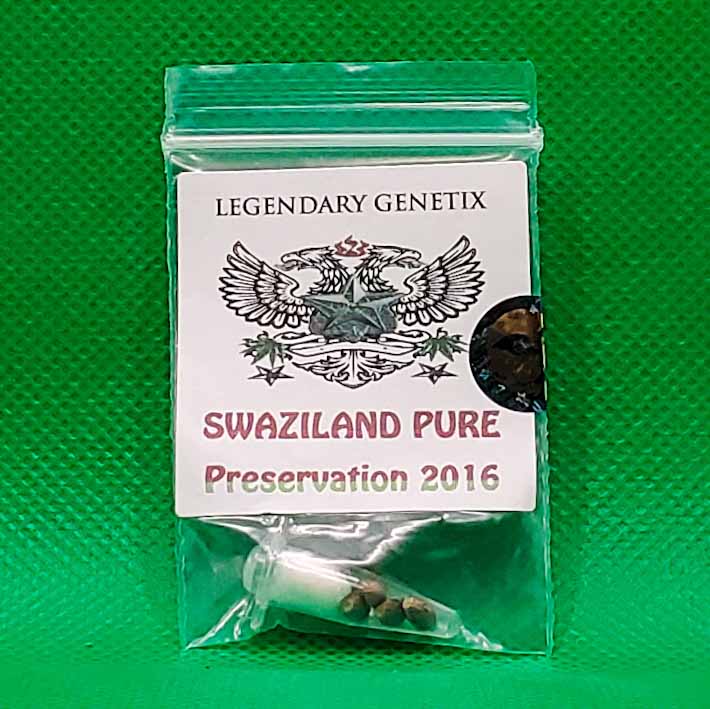 LEGENDARY GENETIX
SWAZILAND PURE
Preservation 2016